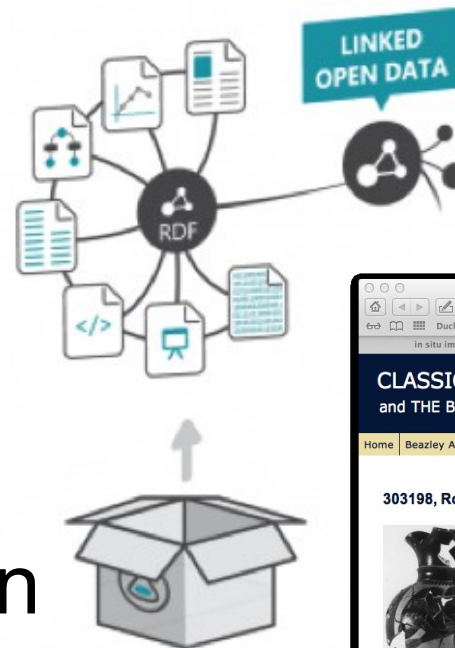 LINKED
OPEN DATA
RDF
</>
in situ im
CLASSIC
and THE B
Home Beazley A
303198, Ro
n